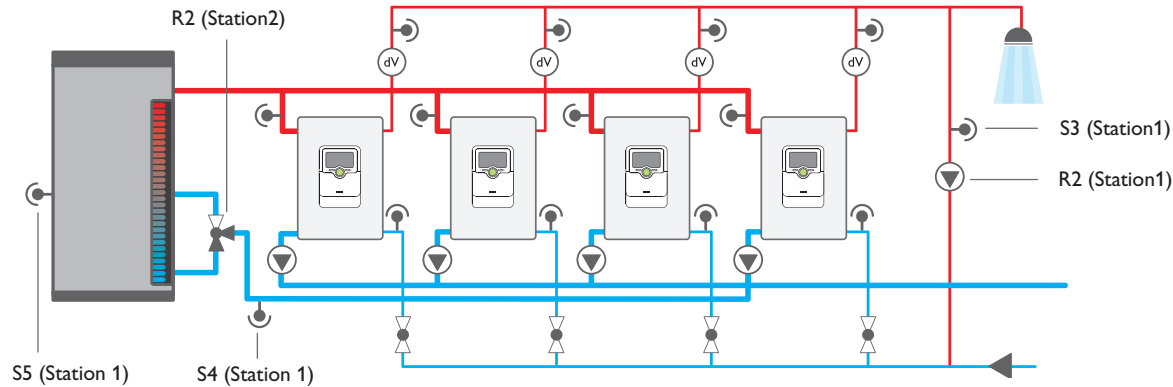 R2 (Station2)
dV
dV
dV
dV
S3 (Station1)
R2 (Station1)
S5 (Station 1)
S4 (Station 1)